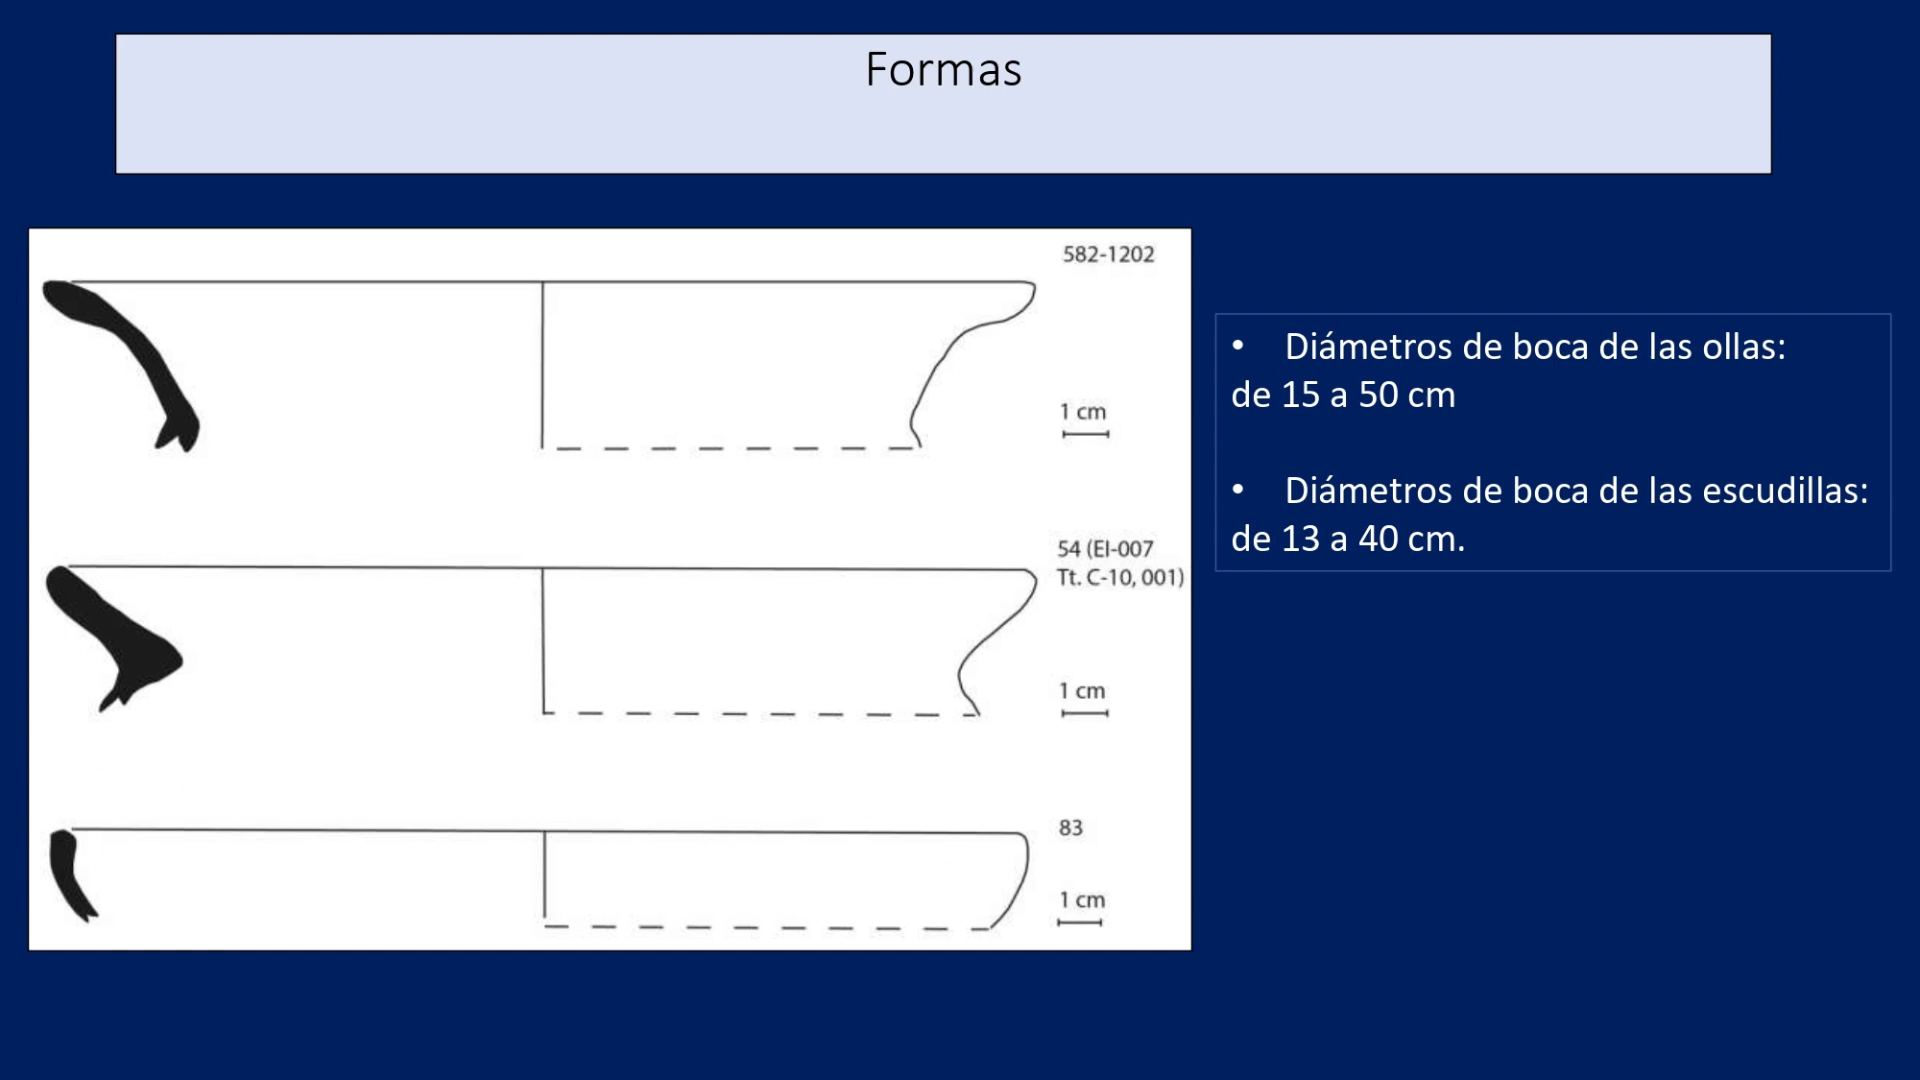 Formas
582-1202
1 cm
54 (EI-007
Tt. C-10, 001)
1 cm
83
1 cm
• Diámetros de boca de las ollas:
de 15 a 50 cm
• Diámetros de boca de las escudillas:
de 13 a 40 cm.